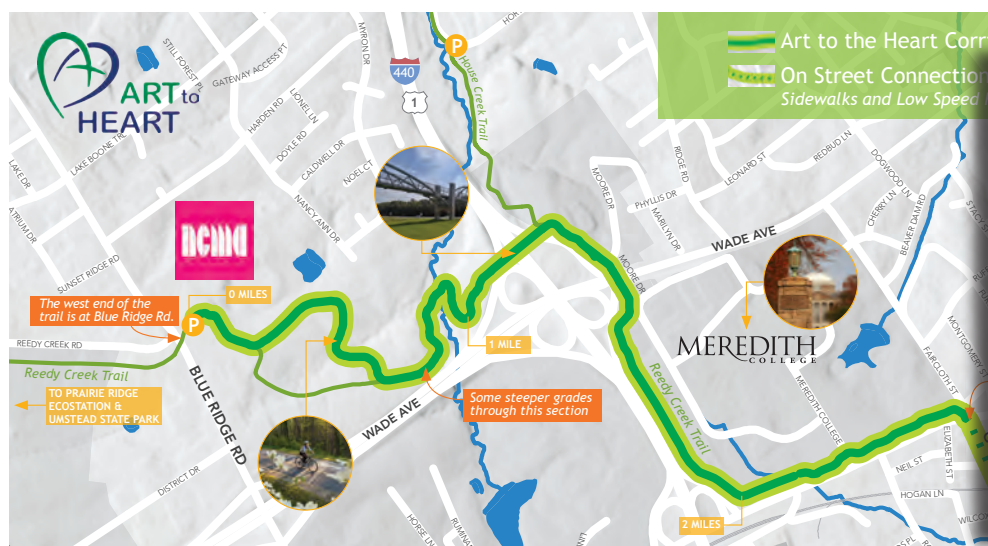 ART to
HEART
STILL FOREST PL
GATEWAY ACCESS PT
MYRON DR
440
1
P
House Creek Trail
Art to the Heart Corr
On Street Connection
Sidewalks and Low Speed
LAKE DR
LAKE BOONE TR
HARDEN RD
LIONEL LN
DOYLE RD
CALDWELL DR
NOEL CT
NANCY ANN DR
ATRIUM DR
SUNSET RIDGE RD
ncma
MOORE DR
RIDGE RD
LEONARD ST
REDBUD LN
DOGWOOD LN
CHERRY LN
BEAVER DAM RD
PHYLLIS DR
MARILYN DR
WADE AVE
MOORE DR
The west end of the
trail is at Blue Ridge Rd.
0 MILES
P
REEDY CREEK RD
Reedy Creek Trail
TO PRAIRIE RIDGE
ECOSTATION &
UMSTEAD STATE PARK
BLUE RIDGE RD
WADE AVE
DISTRICT DR
1 MILE
Some steeper grades
through this section
Reedy Creek Trail
MEREDITH
COLLEGE
MEREDITH COLLEGE
FAIRCLOTH ST
MONTGOMERY S
ELIZABETH ST
NEIL ST
HOGAN LN
2 MILES
HORSE LN